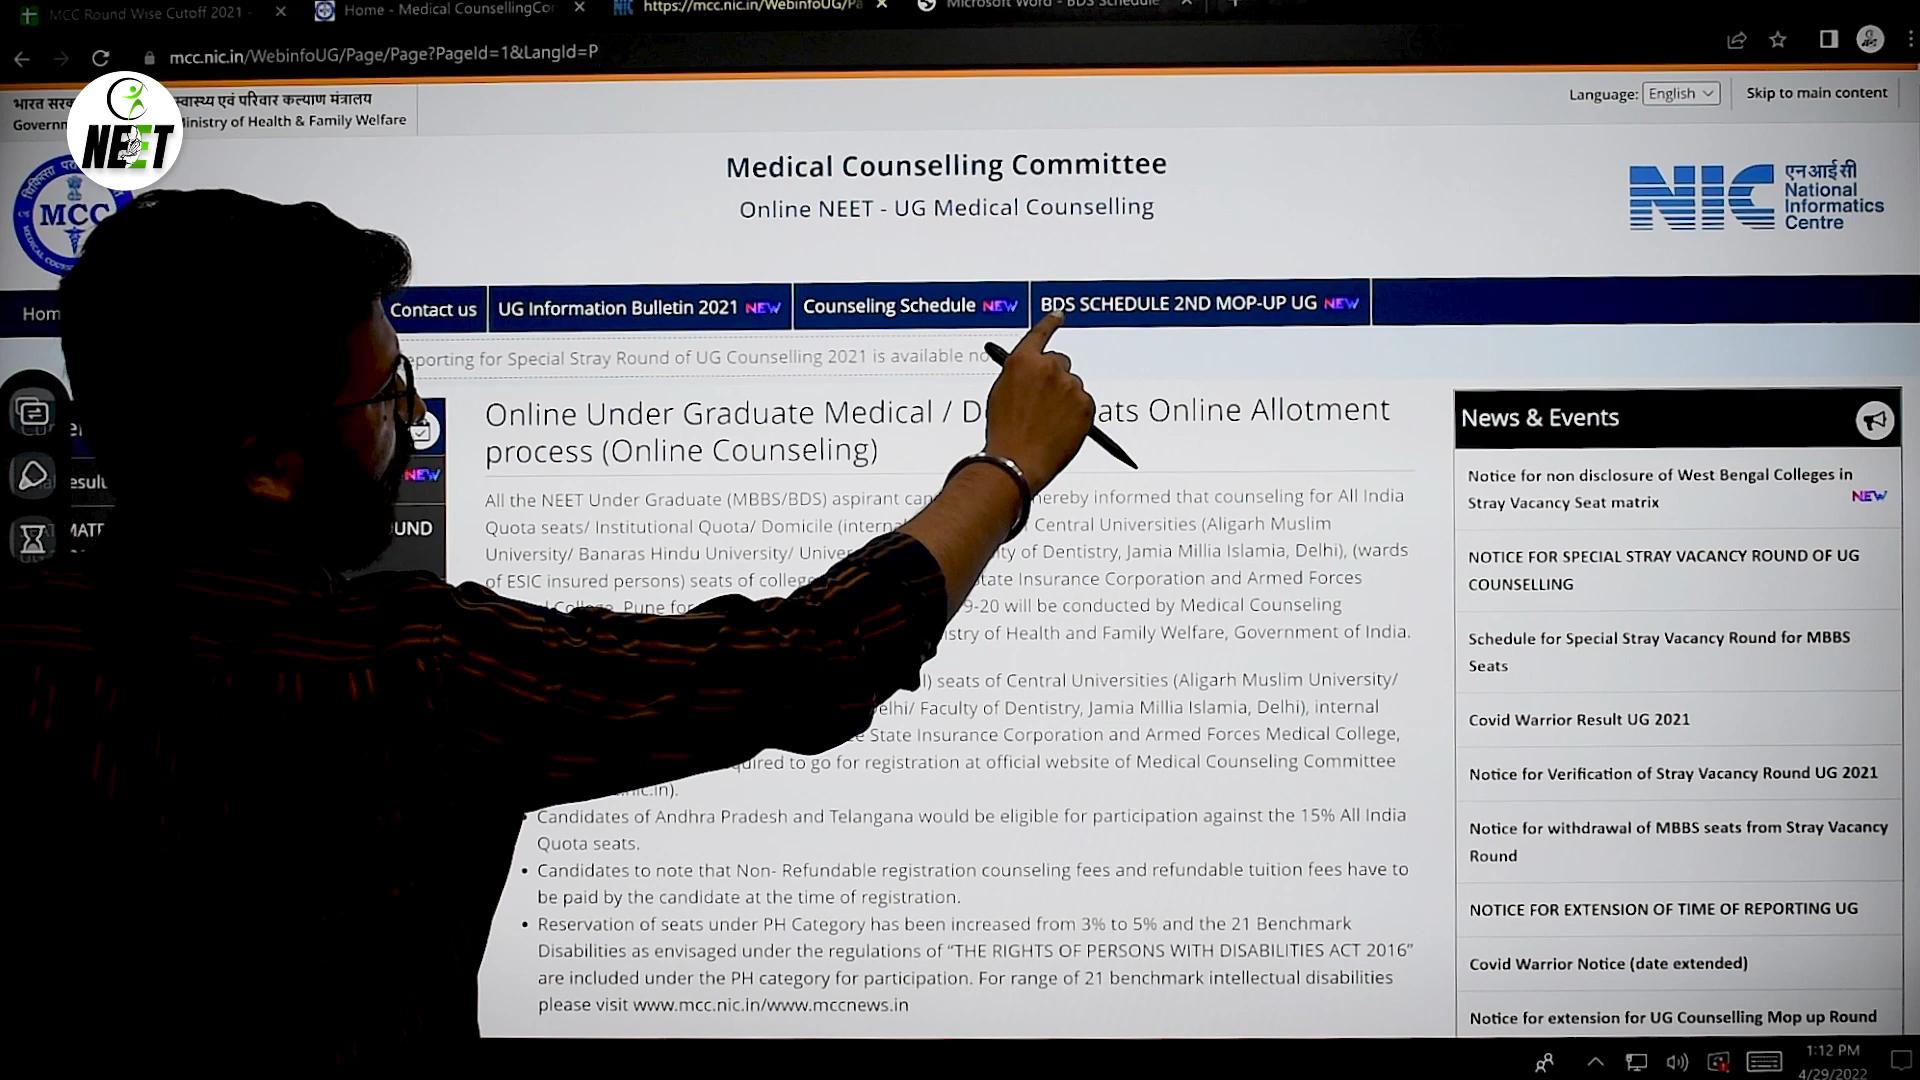 MCC Round Wise Cutoff 2021 -
Home - Medical CounsellingCo
https://mcc.nic.in/WebinfoUG/Pa
Microsoft Word - BDS Schedule
mcc.nic.in/WebinfoUG/Page/Page?PageId=1&LangId=P
भारत सरक
स्वास्थ्य एवं परिवार कल्याण मंत्रालय
Governm
Ministry of Health & Family Welfare
Language: English
Skip to main content
NEET
MCC
Medical Counselling Committee
Online NEET - UG Medical Counselling
NIC
एनआईसी
National
Informatics
Centre
Hom
Contact us
UG Information Bulletin 2021 NEW
Counseling Schedule NEW
BDS SCHEDULE 2ND MOP-UP UG NEW
eporting for Special Stray Round of UG Counselling 2021 is available no
Online Under Graduate Medical / D ats Online Allotment
process (Online Counseling)
All the NEET Under Graduate (MBBS/BDS) aspirant can hereby informed that counseling for All India
Quota seats/ Institutional Quota/ Domicile (intern Central Universities (Aligarh Muslim
University/ Banaras Hindu University/ Univer ty of Dentistry, Jamia Millia Islamia, Delhi), (wards
of ESIC insured persons) seats of colleg tate Insurance Corporation and Armed Forces
College, Pune for 9-20 will be conducted by Medical Counseling
istry of Health and Family Welfare, Government of India.
l) seats of Central Universities (Aligarh Muslim University/
elhi/ Faculty of Dentistry, Jamia Millia Islamia, Delhi), internal
e State Insurance Corporation and Armed Forces Medical College,
quired to go for registration at official website of Medical Counseling Committee
nic.in).
• Candidates of Andhra Pradesh and Telangana would be eligible for participation against the 15% All India
Quota seats.
• Candidates to note that Non- Refundable registration counseling fees and refundable tuition fees have to
be paid by the candidate at the time of registration.
• Reservation of seats under PH Category has been increased from 3% to 5% and the 21 Benchmark
Disabilities as envisaged under the regulations of “THE RIGHTS OF PERSONS WITH DISABILITIES ACT 2016”
are included under the PH category for participation. For range of 21 benchmark intellectual disabilities
please visit www.mcc.nic.in/www.mccnews.in
esul
NEW
MAT
OUND
News & Events
Notice for non disclosure of West Bengal Colleges in
Stray Vacancy Seat matrix NEW
NOTICE FOR SPECIAL STRAY VACANCY ROUND OF UG
COUNSELLING
Schedule for Special Stray Vacancy Round for MBBS
Seats
Covid Warrior Result UG 2021
Notice for Verification of Stray Vacancy Round UG 2021
Notice for withdrawal of MBBS seats from Stray Vacancy
Round
NOTICE FOR EXTENSION OF TIME OF REPORTING UG
Covid Warrior Notice (date extended)
Notice for extension for UG Counselling Mop up Round
1:12 PM
4/29/2022